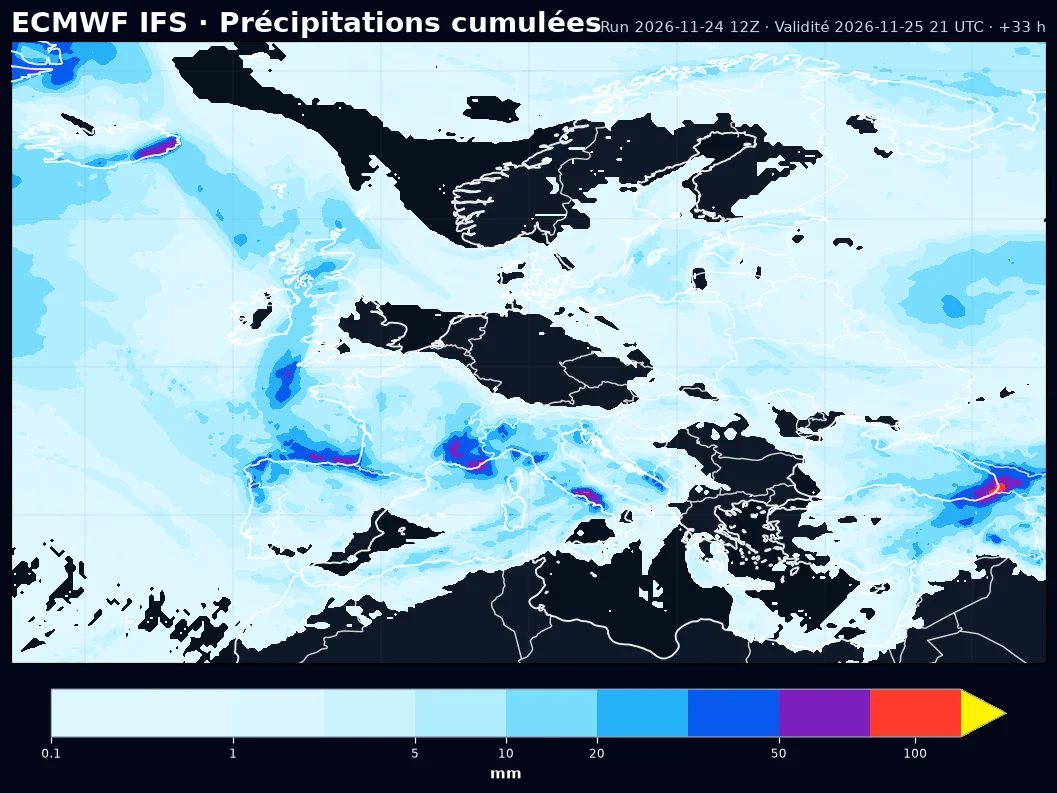 ECMWF IFS · Précipitations cumulées
Run 2026-11-24 12Z · Validité 2026-11-25 21 UTC · +33 h
0.1 1 5 10 20 50 100
mm